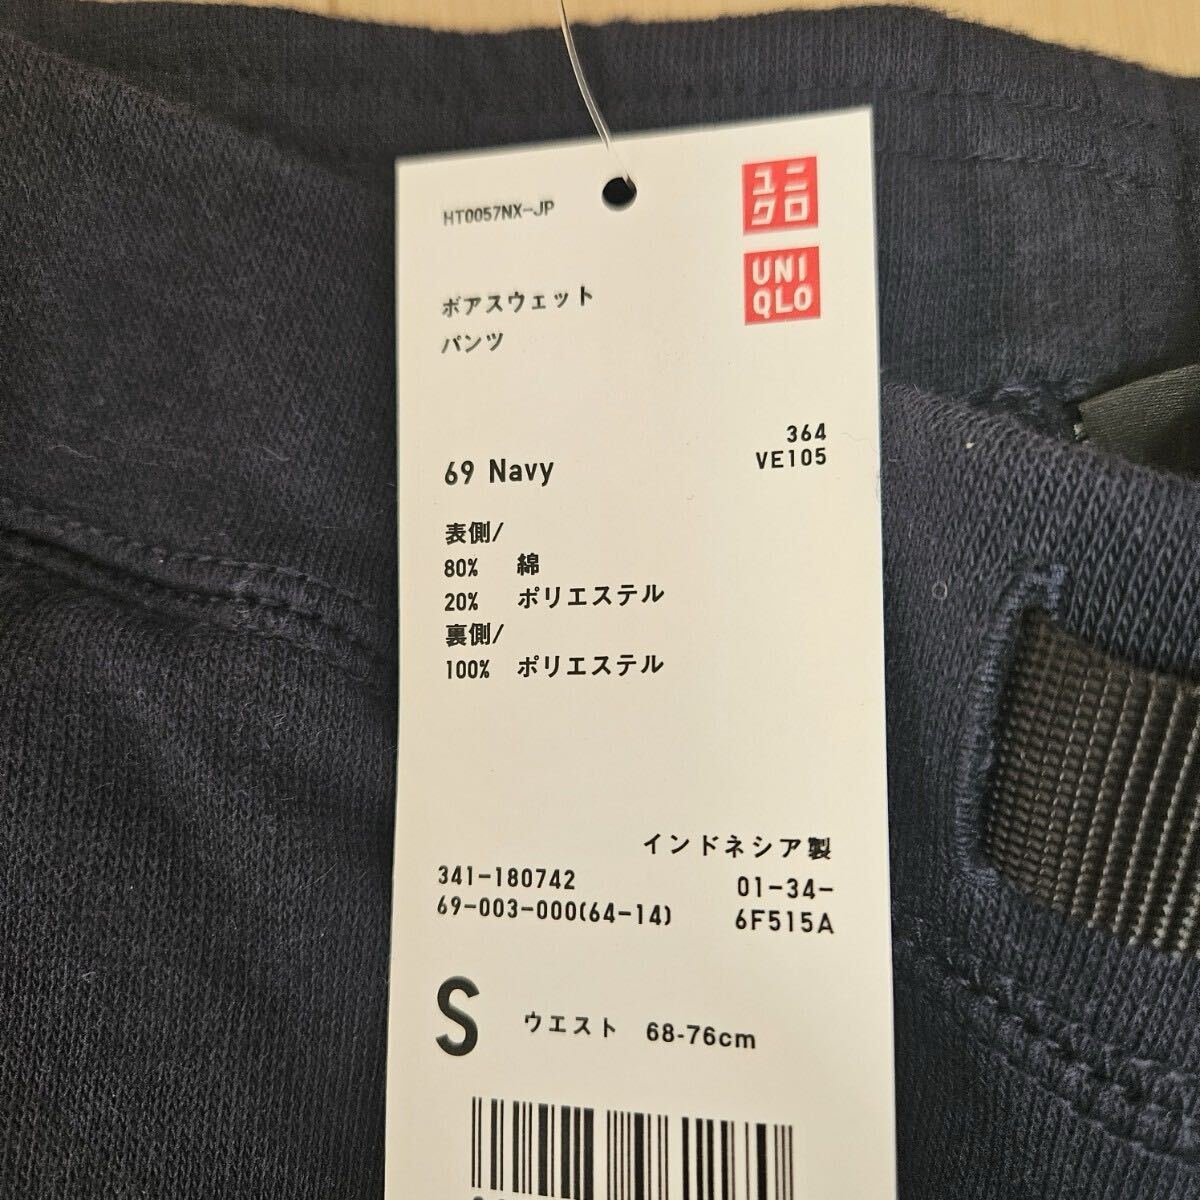 HT0057NX-JP
ユニ
クロ
UNI
QLO
ボアスウェット
パンツ
364
VE105
69 Navy
表側/
80% 綿
20% ポリエステル
裏側/
100% ポリエステル
インドネシア製
341-180742
01-34-
69-003-000(64-14)
6F515A
S ウエスト 68-76cm